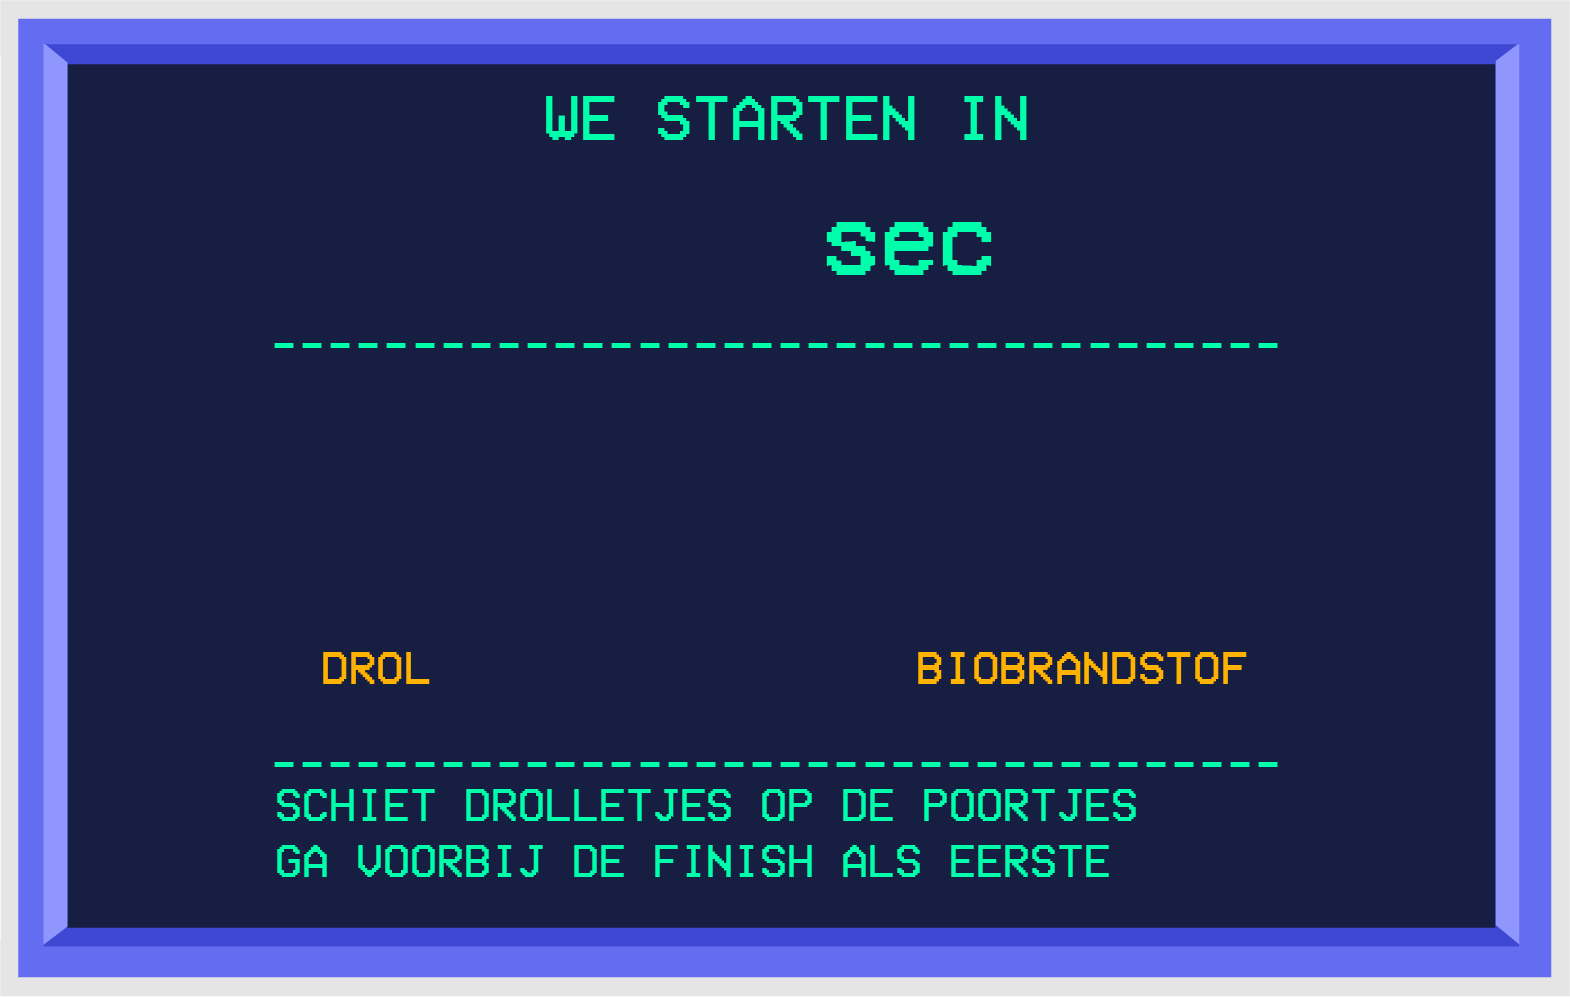 WE STARTEN IN
sec
------------------------------------
DROL BIOBRANDSTOF
------------------------------------
SCHIET DROLLETJES OP DE POORTJES
GA VOORBIJ DE FINISH ALS EERSTE